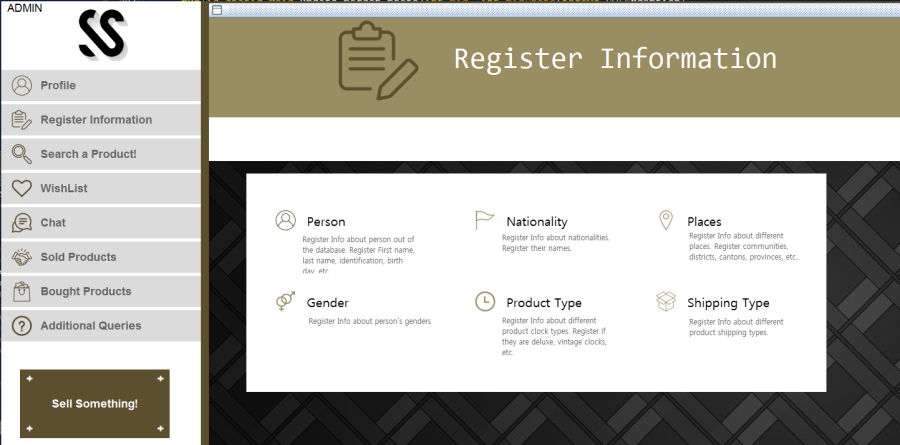 ADMIN
Profile
Register Information
Search a Product!
WishList
Chat
Sold Products
Bought Products
Additional Queries
Sell Something!
Register Information
Person
Register Info about person out of
the database. Register First name,
last name, identification, birth
day, etc.
Nationality
Register Info about nationalities.
Register their names.
Places
Register Info about different
places. Register communities,
districts, cantons, provinces, etc..
Gender
Register Info about person´s genders
Product Type
Register Info about different
product clock types. Register if
they are deluxe, vintage clocks,
etc.
Shipping Type
Register Info about different
product shipping types.